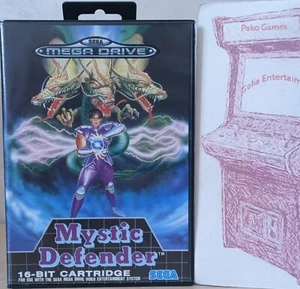 SEGA
MEGA DRIVE
Mystic
Defender™
16-BIT CARTRIDGE
FOR USE WITH THE SEGA MEGA DRIVE VIDEO ENTERTAINMENT SYSTEM
SEGA
Pako Games